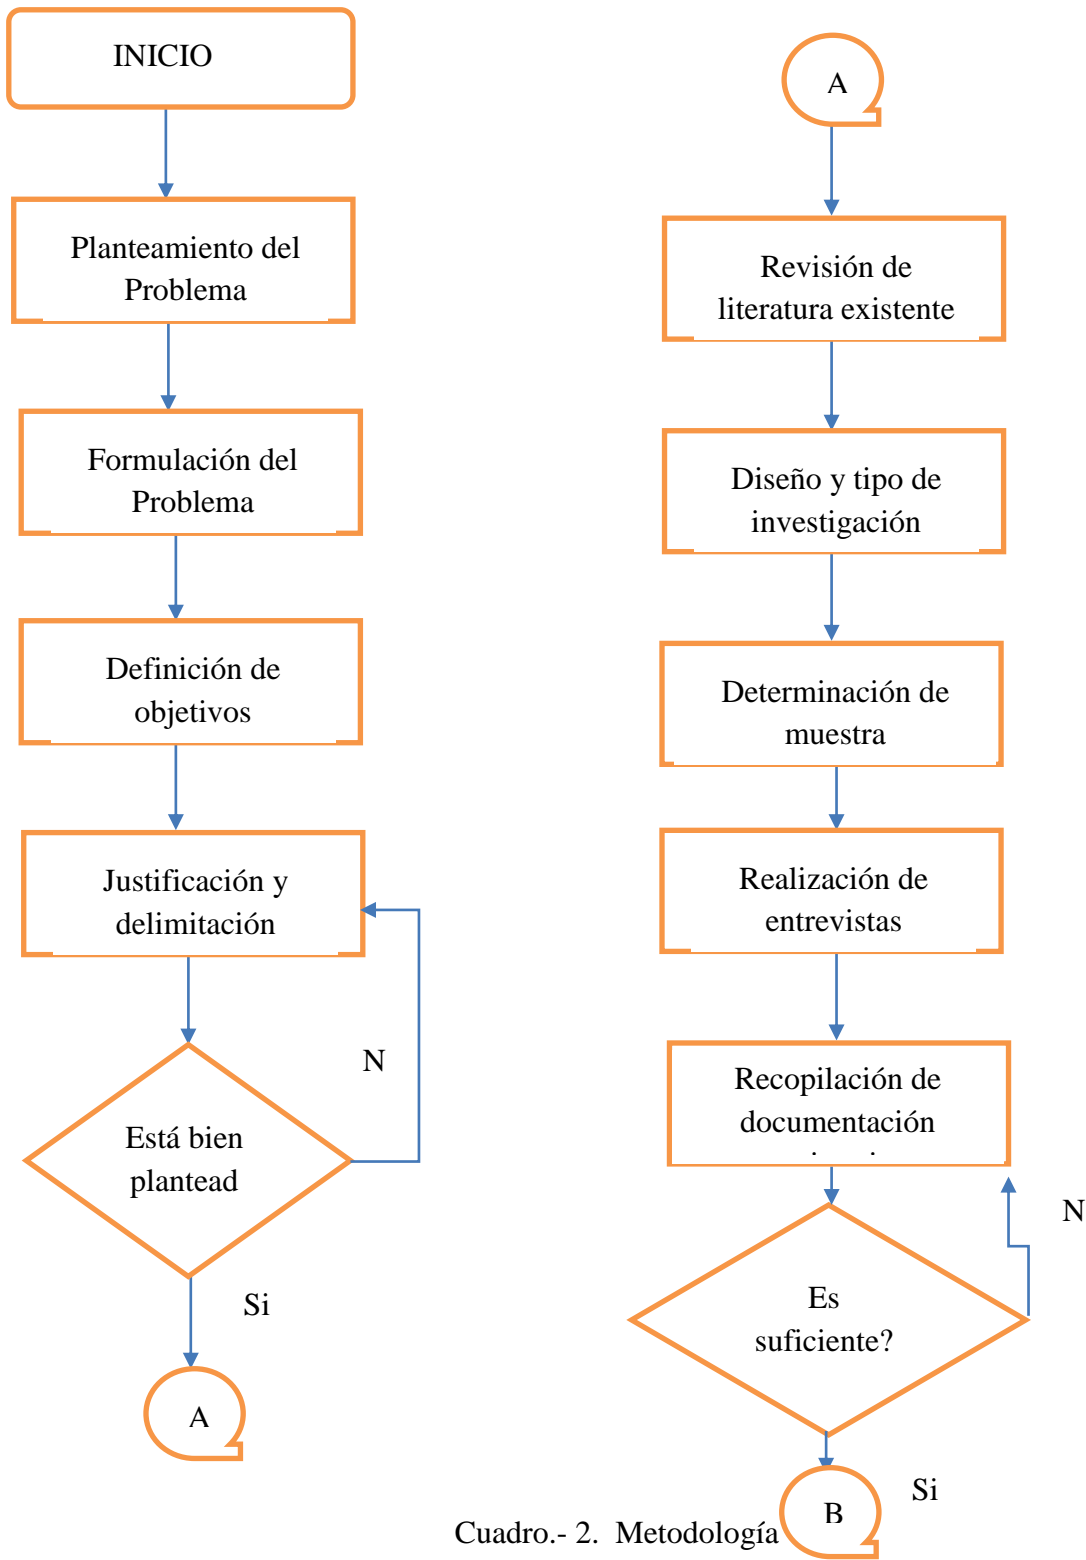 INICIO
Planteamiento del
Problema
Formulación del
Problema
Definición de
objetivos
Justificación y
delimitación
N
Está bien
plantead
Si
A
A
Revisión de
literatura existente
Diseño y tipo de
investigación
Determinación de
muestra
Realización de
entrevistas
Recopilación de
documentación
N
Es
suficiente?
Si
B
Cuadro.- 2. Metodología